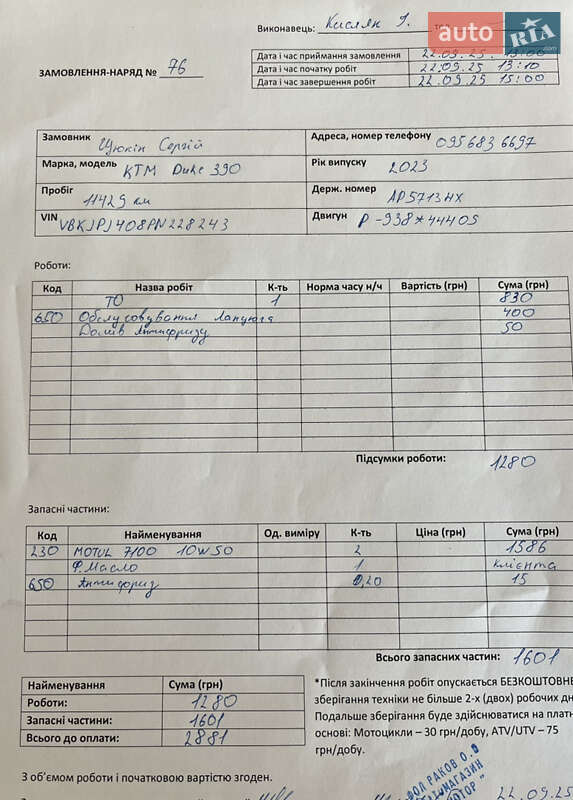 Виконавець: Кисляк Я.
auto RIA
ЗАМОВЛЕННЯ-НАРЯД № 76
Дата і час приймання замовлення 22.09.25 13:00
Дата і час початку робіт 22.09.25 13:10
Дата і час завершення робіт 22.09.25 15:00
Замовник Цюкін Сергій
Адреса, номер телефону 095 683 6697
Марка, модель KTM Duke 390
Рік випуску 2023
Пробіг 11429 км
Держ. номер AP5713HX
VIN VBKJPJ408PN228243
Двигун P-938*44405
Роботи:
Код Назва робіт К-ть Норма часу н/ч Вартість (грн) Сума (грн)
ТО 1 830
650 Обслуговування ланцюга 400
Долив Антифризу 50
Підсумки роботи: 1280
Запасні частини:
Код Найменування Од. виміру К-ть Ціна (грн) Сума (грн)
230 MOTUL 7100 10W50 2 1586
Ф. Масло 1 клієнта
650 Антифриз 0,20 15
Всього запасних частин: 1601
Найменування Сума (грн)
Роботи: 1280
Запасні частини: 1601
Всього до оплати: 2881
*Після закінчення робіт опускається БЕЗКОШТОВНЕ
зберігання техніки не більше 2-х (двох) робочих дн
Подальше зберігання буде здійснюватися на платн
основі: Мотоцикли – 30 грн/добу, ATV/UTV – 75
грн/добу.
З об'ємом роботи і початковою вартістю згоден.
ФОП РАКОВ О.О
22.09.25